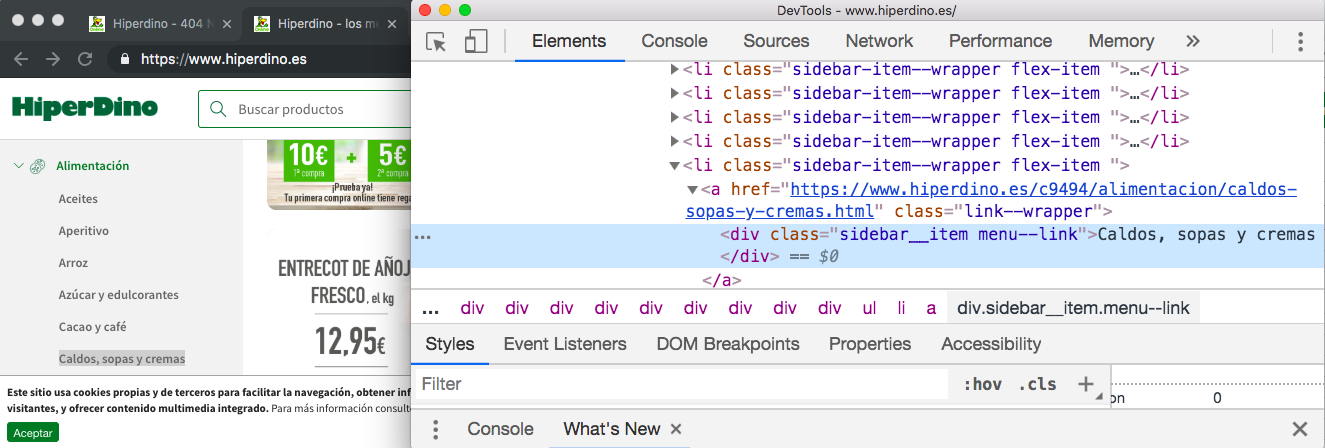 Hiperdino - 404 N
Hiperdino - los me
https://www.hiperdino.es
HiperDino
Buscar productos
Alimentación
Aceites
Aperitivo
Arroz
Azúcar y edulcorantes
Cacao y café
Caldos, sopas y cremas
10€ + 5€
1ª compra 2ª compra
¡Prueba ya!
Tu primera compra online tiene rega
ENTRECOT DE AÑOJ
FRESCO, el kg
12,95€
Este sitio usa cookies propias y de terceros para facilitar la navegación, obtener inf
visitantes, y ofrecer contenido multimedia integrado. Para más información consult
Aceptar
DevTools - www.hiperdino.es/
Elements Console Sources Network Performance Memory »
▶<li class="sidebar-item--wrapper flex-item ">…</li>
▶<li class="sidebar-item--wrapper flex-item ">…</li>
▶<li class="sidebar-item--wrapper flex-item ">…</li>
▶<li class="sidebar-item--wrapper flex-item ">…</li>
▼<li class="sidebar-item--wrapper flex-item ">
▼<a href="https://www.hiperdino.es/c9494/alimentacion/caldos-
sopas-y-cremas.html" class="link--wrapper">
… <div class="sidebar__item menu--link">Caldos, sopas y cremas
</div> == $0
</a>
… div div div div div div div div ul li a div.sidebar__item.menu--link
Styles Event Listeners DOM Breakpoints Properties Accessibility
Filter :hov .cls +
on 0
Console What's New ×